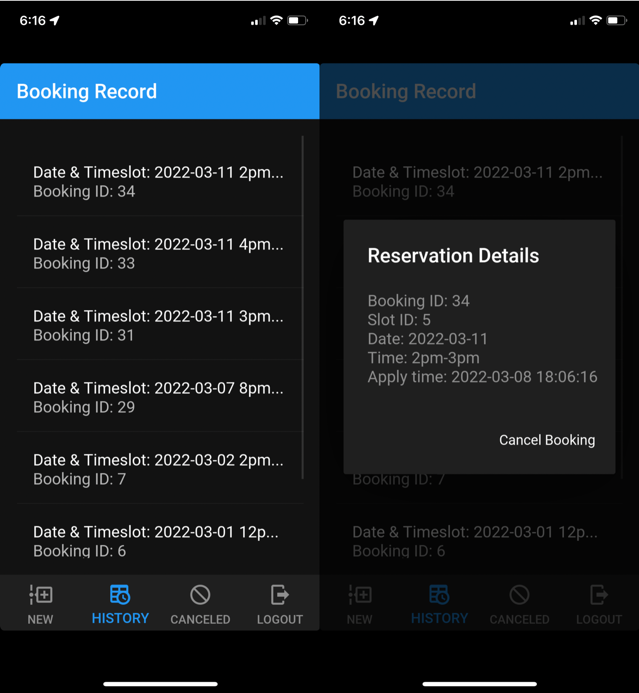 6:16
Booking Record
Date & Timeslot: 2022-03-11 2pm...
Booking ID: 34
Date & Timeslot: 2022-03-11 4pm...
Booking ID: 33
Date & Timeslot: 2022-03-11 3pm...
Booking ID: 31
Date & Timeslot: 2022-03-07 8pm...
Booking ID: 29
Date & Timeslot: 2022-03-02 2pm...
Booking ID: 7
Date & Timeslot: 2022-03-01 12p...
Booking ID: 6
NEW
HISTORY
CANCELED
LOGOUT
6:16
Booking Record
Date & Timeslot: 2022-03-11 2pm...
Booking ID: 34
Reservation Details
Booking ID: 34
Slot ID: 5
Date: 2022-03-11
Time: 2pm-3pm
Apply time: 2022-03-08 18:06:16
Cancel Booking
Booking ID: 7
Date & Timeslot: 2022-03-01 12p...
Booking ID: 6
NEW
HISTORY
CANCELED
LOGOUT